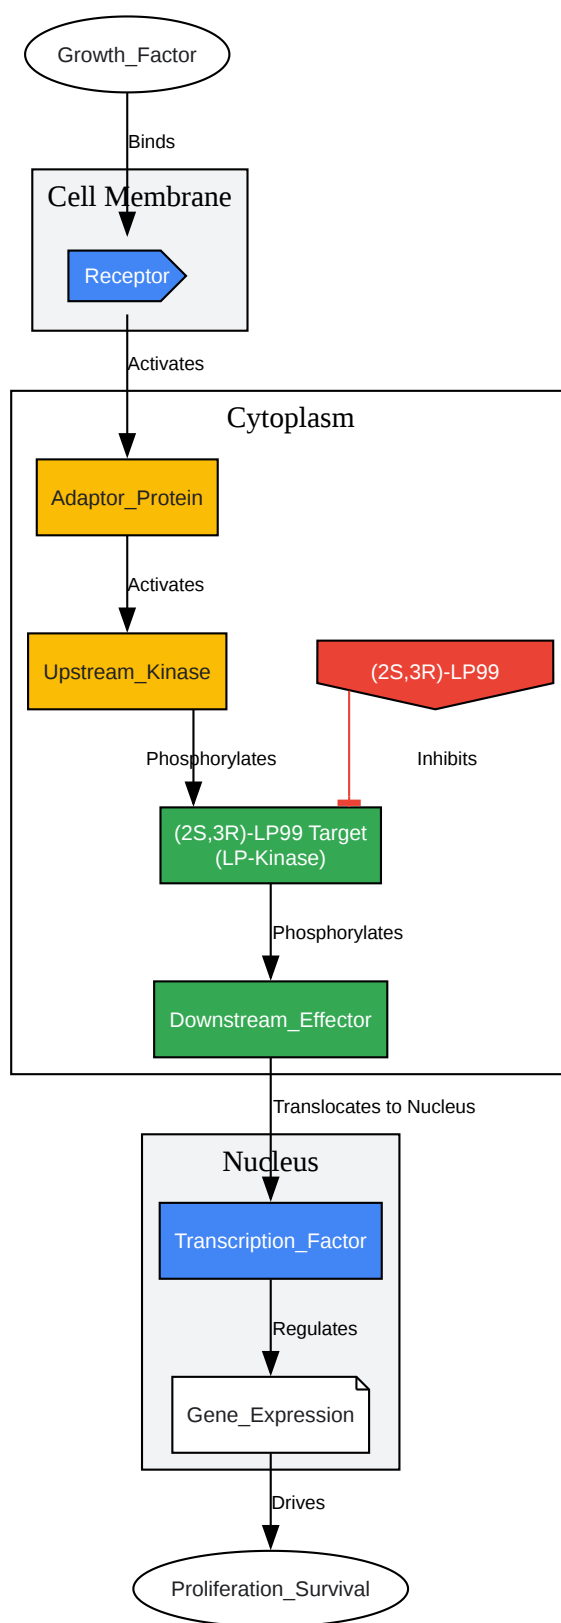 Growth_Factor
Binds
Cell Membrane
Receptor
Activates
Cytoplasm
Adaptor_Protein
Activates
Upstream_Kinase
(2S,3R)-LP99
Phosphorylates
Inhibits
(2S,3R)-LP99 Target
(LP-Kinase)
Phosphorylates
Downstream_Effector
Translocates to Nucleus
Nucleus
Transcription_Factor
Regulates
Gene_Expression
Drives
Proliferation_Survival